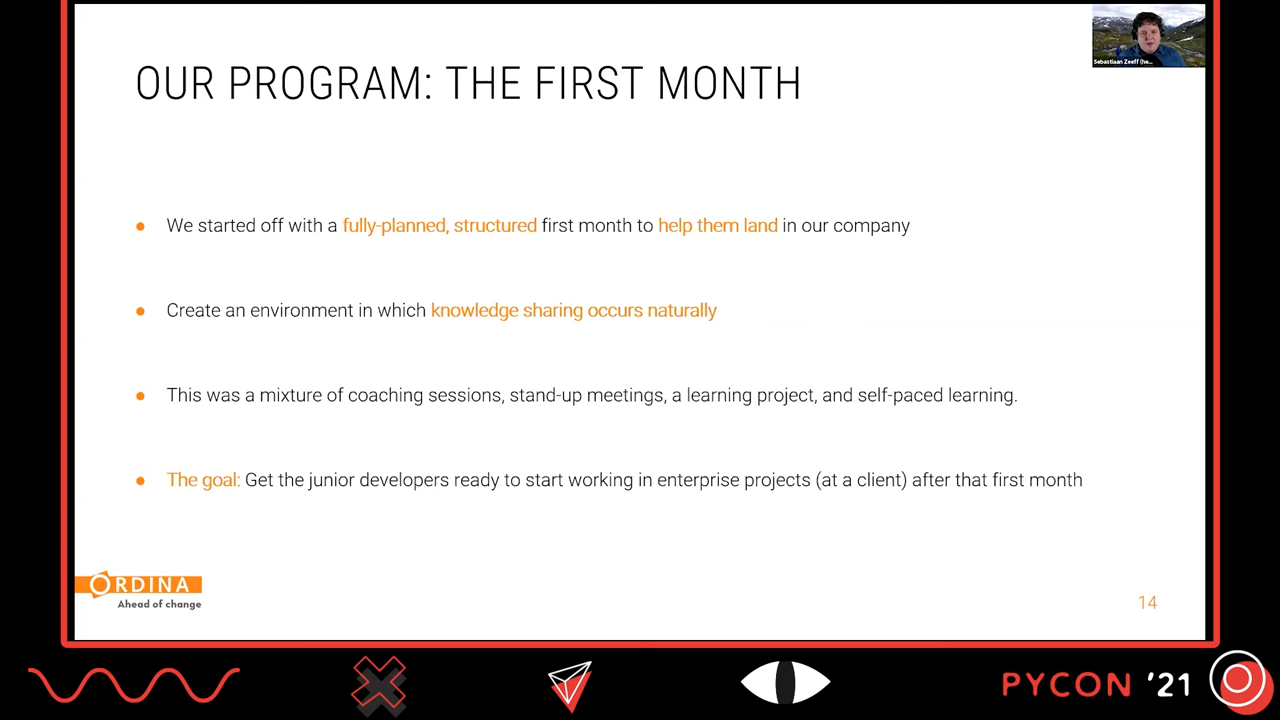 Sebastiaan Zeeff (he...
OUR PROGRAM: THE FIRST MONTH
● We started off with a fully-planned, structured first month to help them land in our company
● Create an environment in which knowledge sharing occurs naturally
● This was a mixture of coaching sessions, stand-up meetings, a learning project, and self-paced learning.
● The goal: Get the junior developers ready to start working in enterprise projects (at a client) after that first month
ORDINA
Ahead of change
14
PYCON '21